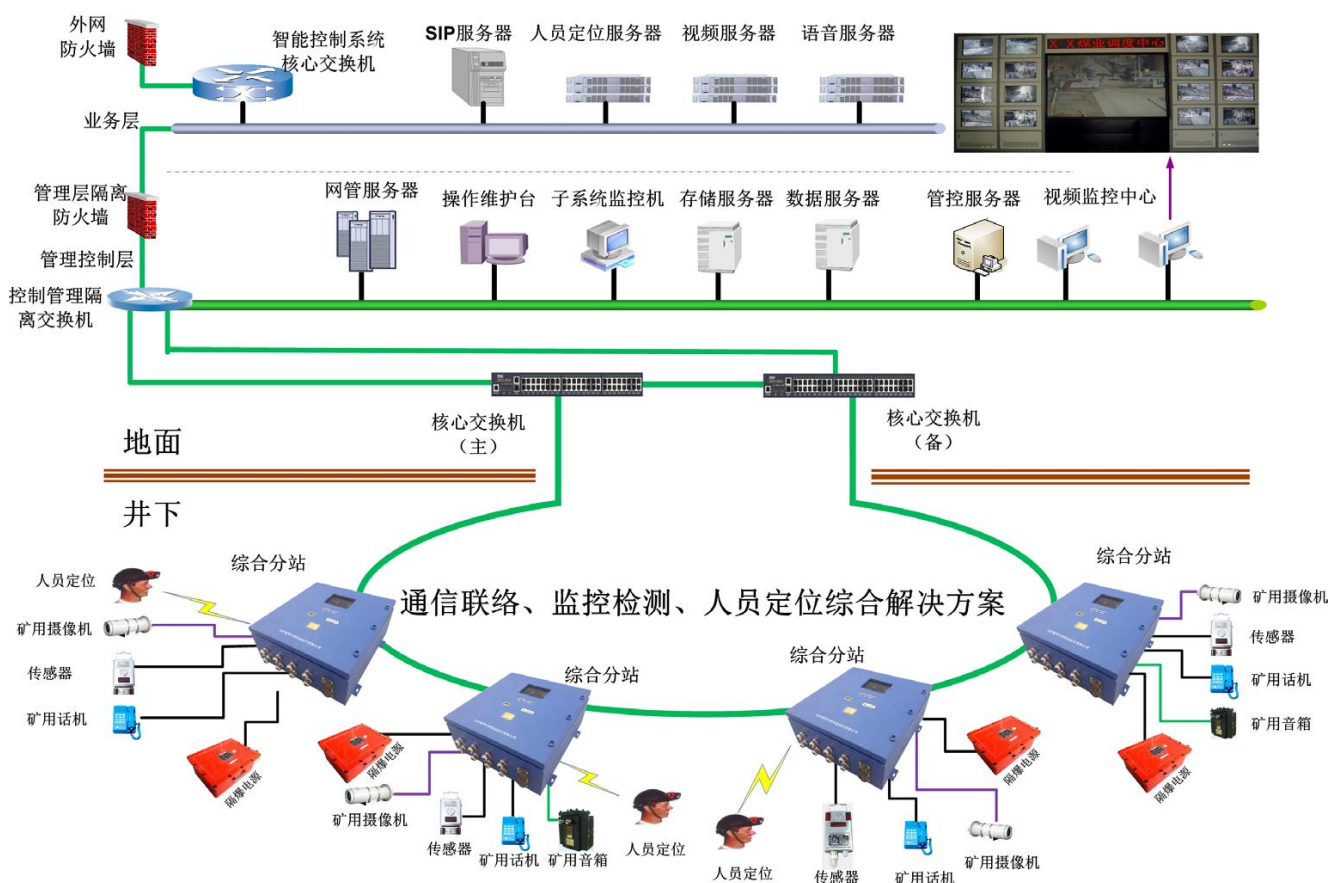 外网
防火墙
智能控制系统
核心交换机
SIP服务器
人员定位服务器
视频服务器
语音服务器
X X煤业调度中心
业务层
管理层隔离
防火墙
网管服务器
操作维护台
子系统监控机
存储服务器
数据服务器
管控服务器
视频监控中心
管理控制层
控制管理隔
离交换机
核心交换机
（主）
核心交换机
（备）
地面
井下
通信联络、监控检测、人员定位综合解决方案
综合分站
人员定位
矿用摄像机
传感器
矿用话机
隔爆电源
综合分站
隔爆电源
矿用摄像机
传感器
矿用话机
矿用音箱
人员定位
综合分站
人员定位
传感器
矿用话机
矿用摄像机
隔爆电源
综合分站
矿用摄像机
传感器
矿用话机
矿用音箱
隔爆电源